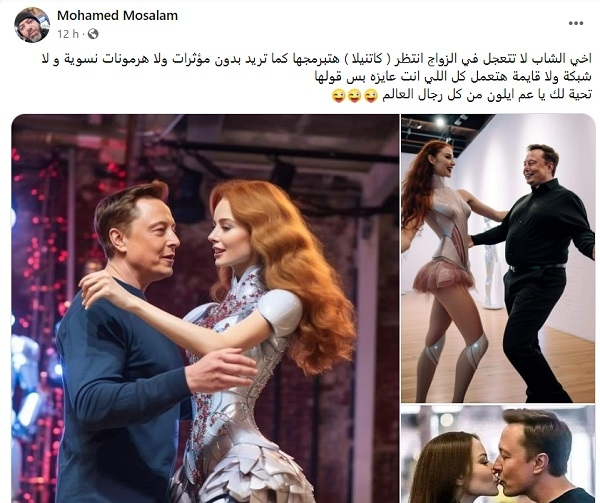 Mohamed Mosalam
12 h ·
اخي الشاب لا تتعجل في الزواج انتظر ( كاتنيلا ) هتبرمجها كما تريد بدون مؤثرات ولا هرمونات نسوية و لا
شبكة ولا قايمة هتعمل كل اللي انت عايزه بس قولها
تحية لك يا عم ايلون من كل رجال العالم 😜😜😜